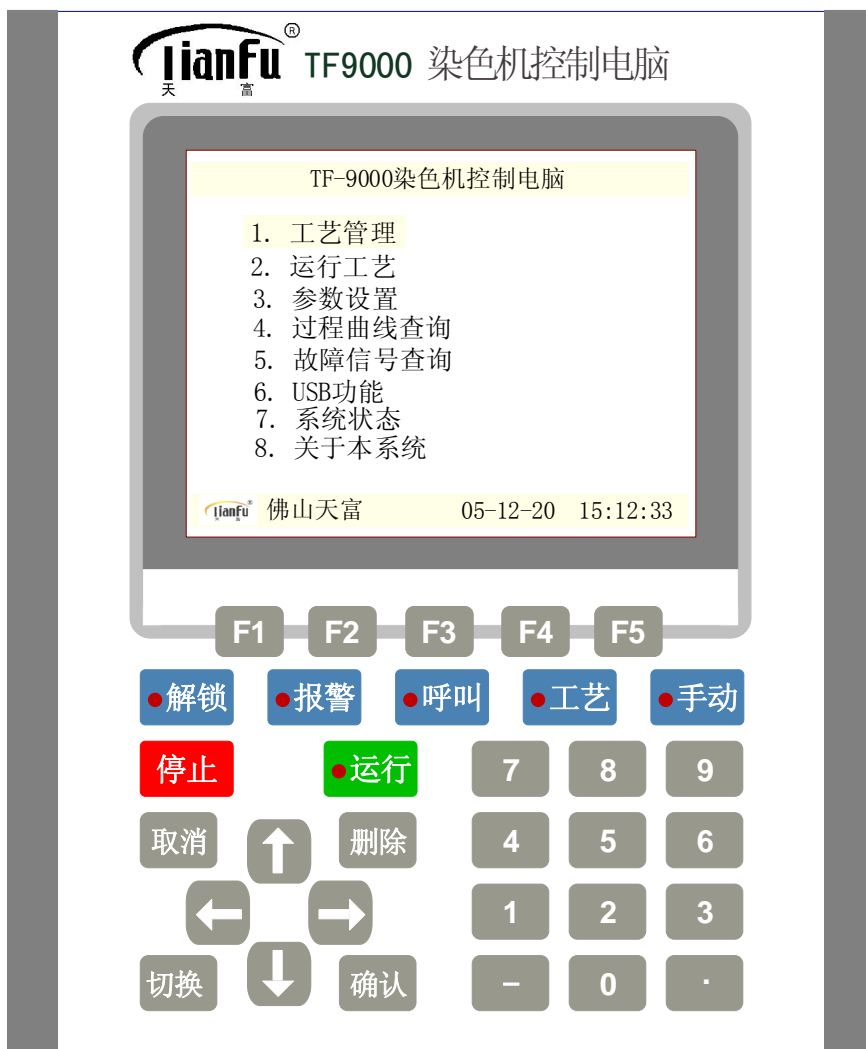 TianFu® TF9000 染色机控制电脑
天 富
TF-9000染色机控制电脑
1. 工艺管理
2. 运行工艺
3. 参数设置
4. 过程曲线查询
5. 故障信号查询
6. USB功能
7. 系统状态
8. 关于本系统
TianFu® 佛山天富 05-12-20 15:12:33
F1 F2 F3 F4 F5
解锁 报警 呼叫 工艺 手动
停止 运行 7 8 9
取消 删除 4 5 6
1 2 3
切换 确认 - 0 ·